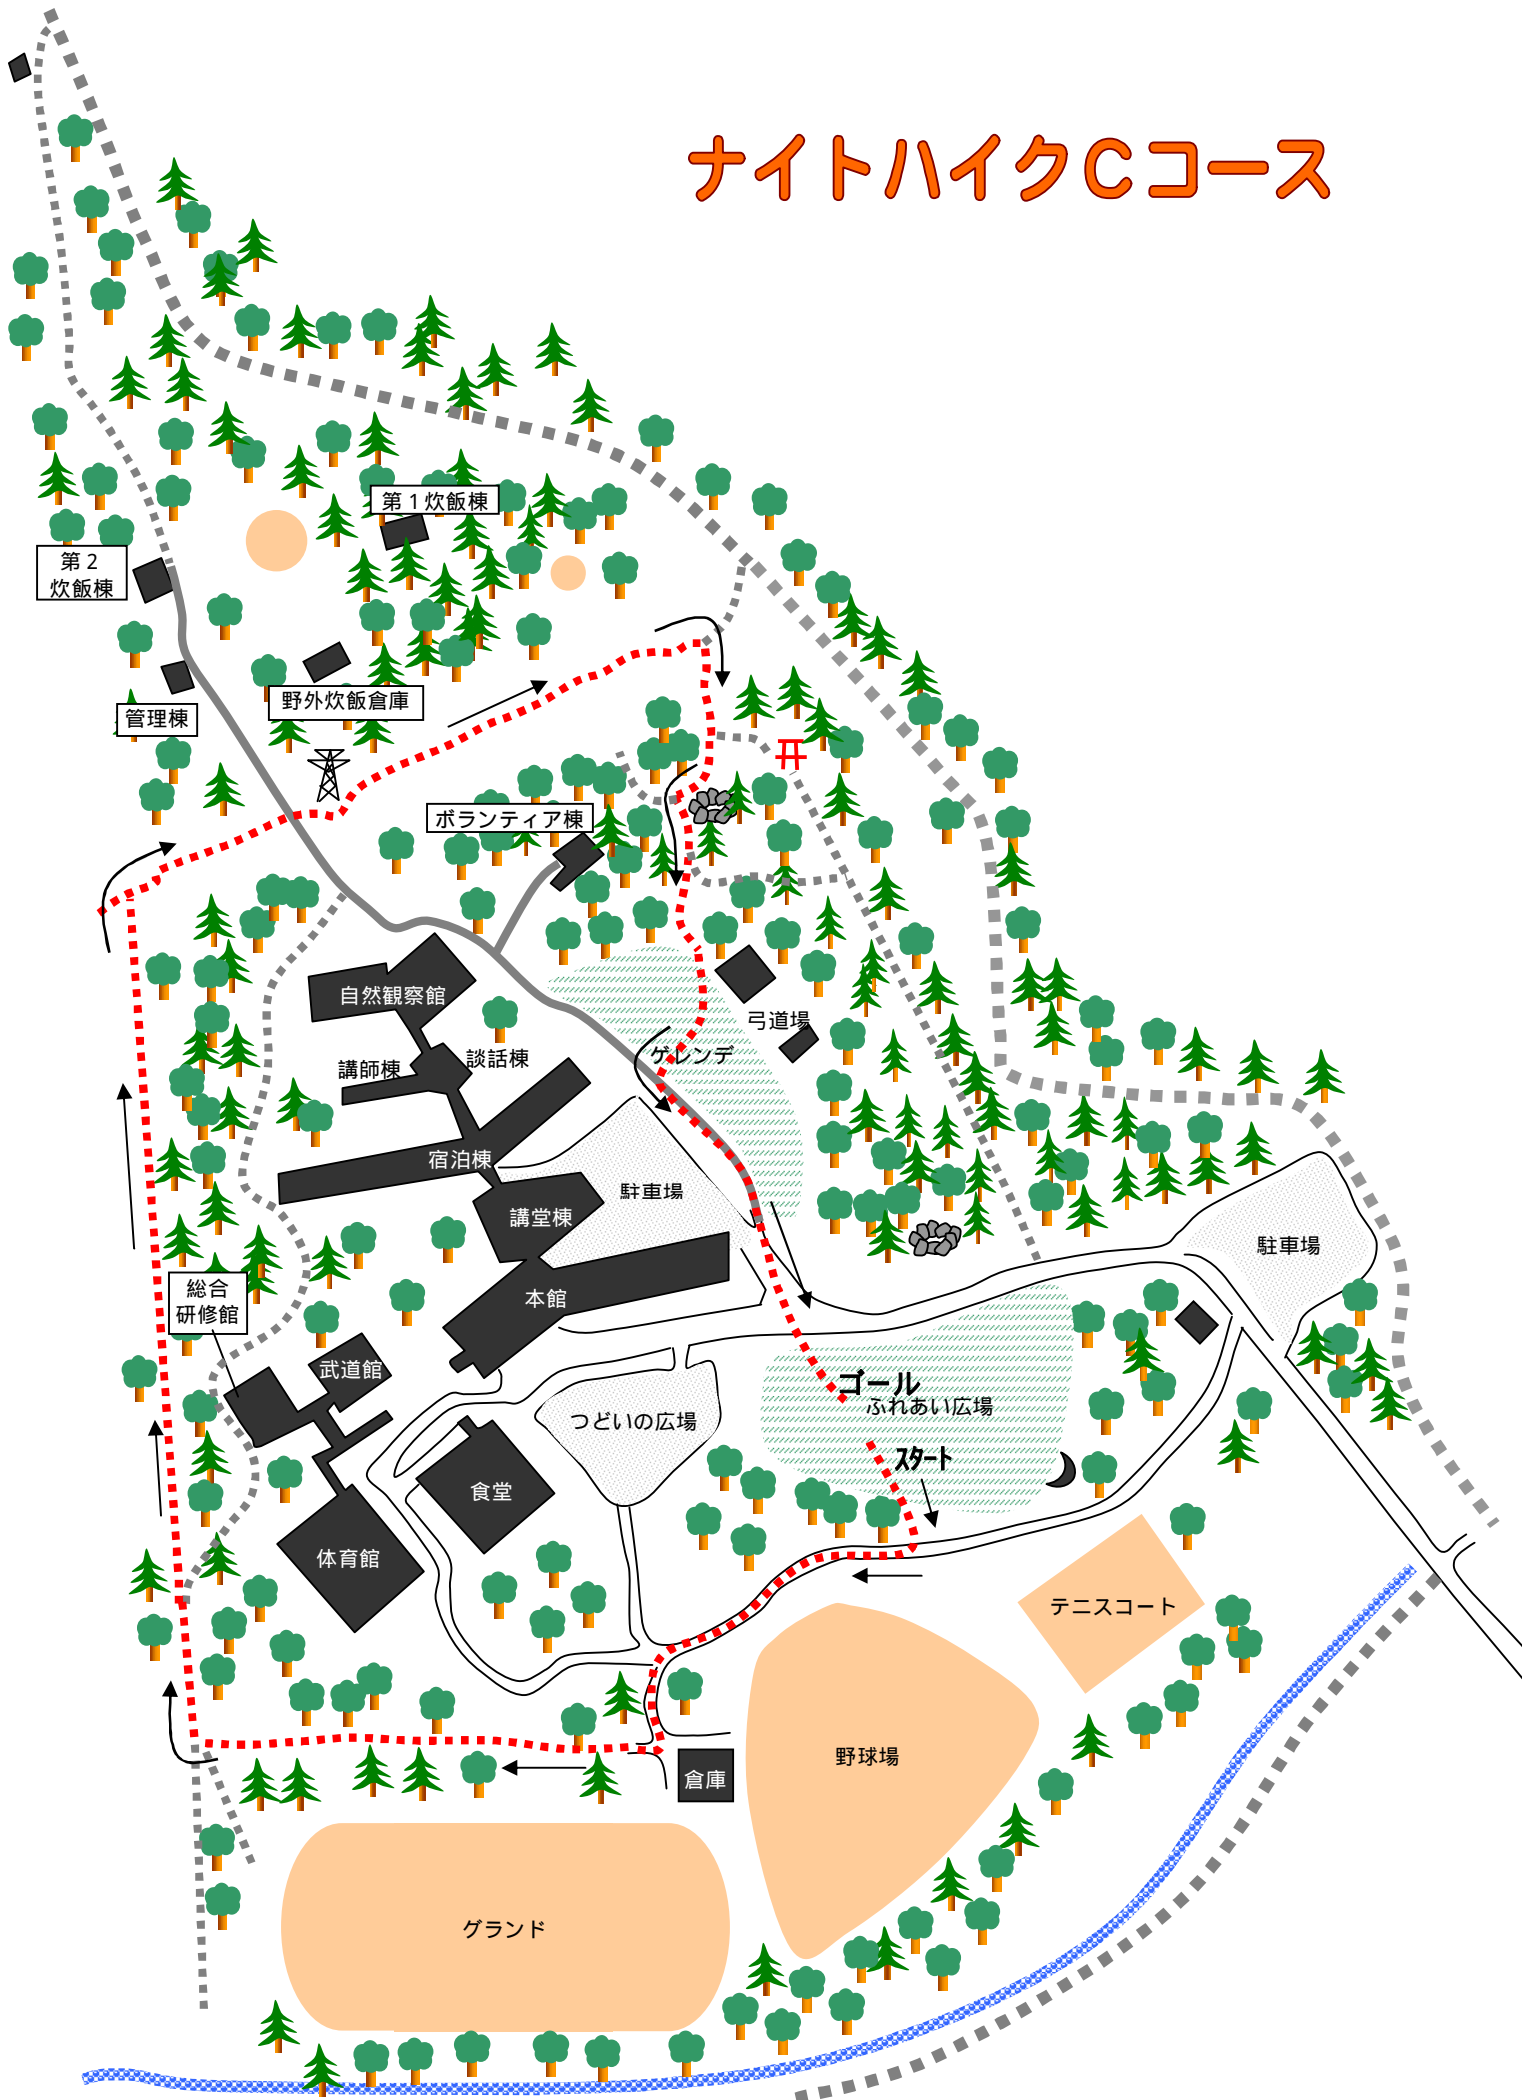 ナイトハイクCコース
第1炊飯棟
第2
炊飯棟
野外炊飯倉庫
管理棟
ボランティア棟
自然観察館
弓道場
ゲレンデ
談話棟
講師棟
宿泊棟
駐車場
講堂棟
駐車場
総合
研修館
本館
武道館
ゴール
ふれあい広場
つどいの広場
スタート
食堂
体育館
テニスコート
野球場
倉庫
グランド